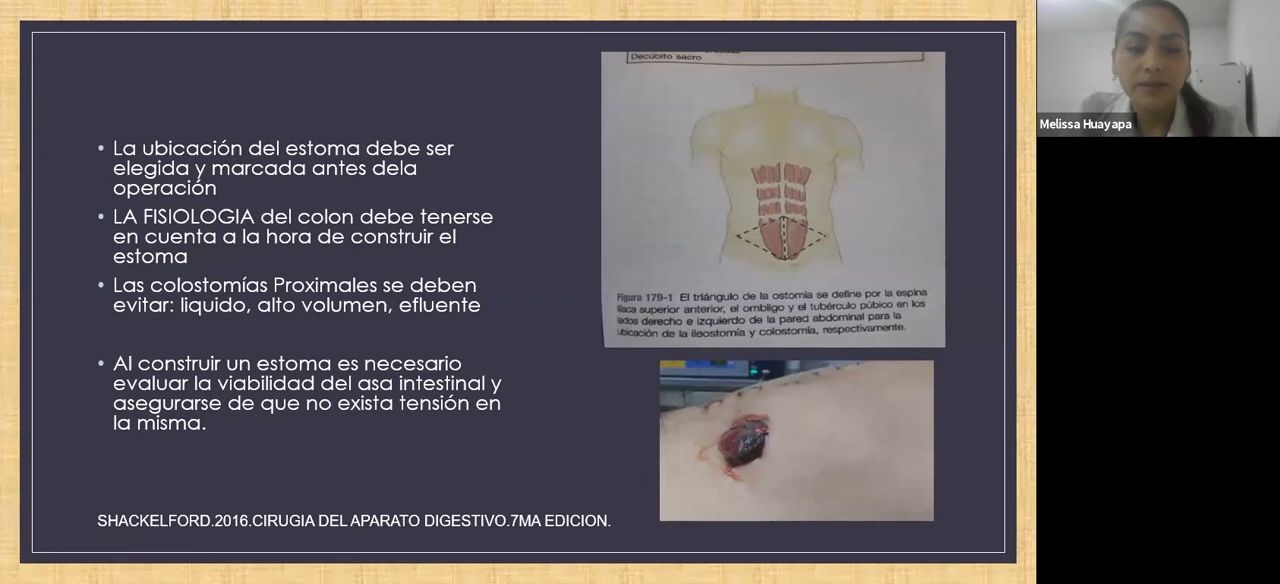 • La ubicación del estoma debe ser
elegida y marcada antes dela
operación
• LA FISIOLOGIA del colon debe tenerse
en cuenta a la hora de construir el
estoma
• Las colostomías Proximales se deben
evitar: liquido, alto volumen, efluente
• Al construir un estoma es necesario
evaluar la viabilidad del asa intestinal y
asegurarse de que no exista tensión en
la misma.
SHACKELFORD.2016.CIRUGIA DEL APARATO DIGESTIVO.7MA EDICION.
Decúbito sacro
Figura 179-1 El triángulo de la ostomía se define por la espina
ilíaca superior anterior, el ombligo y el tubérculo púbico en los
lados derecho e izquierdo de la pared abdominal para la
ubicación de la ileostomía y colostomía, respectivamente.
Melissa Huayapa